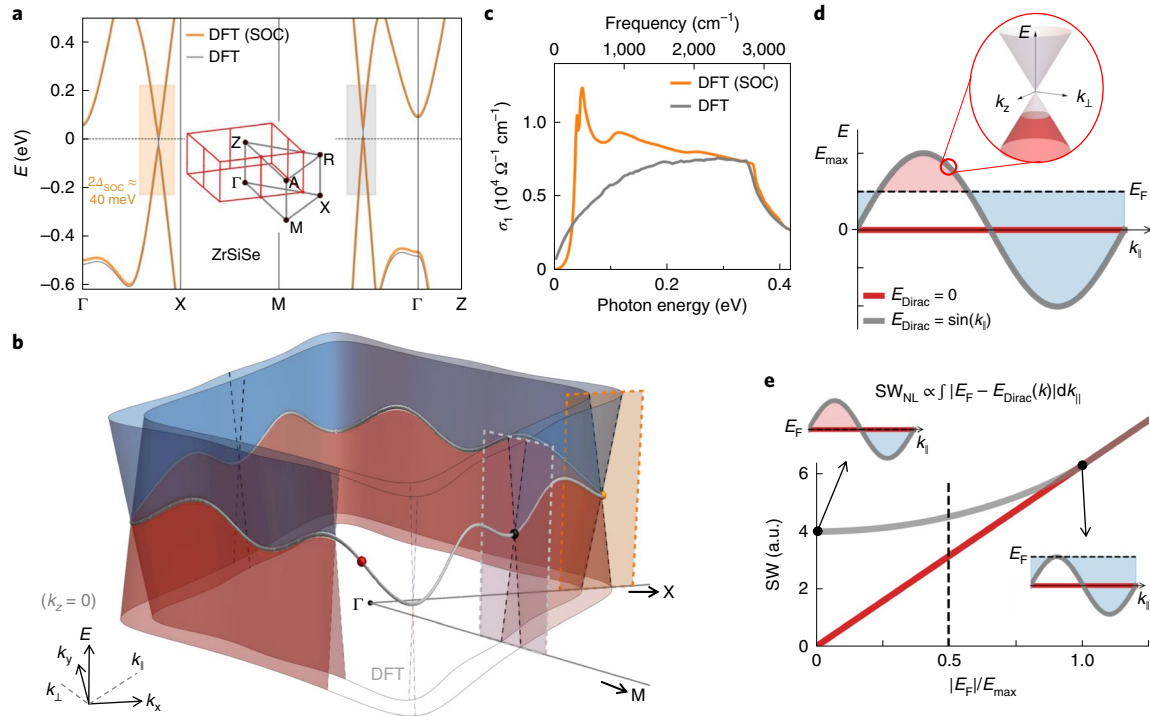 a
DFT (SOC)
DFT
E (eV)
0.4
0.2
0
−0.2
−0.4
−0.6
2Δ_SOC ≈
40 meV
Z
R
Γ
A
X
M
ZrSiSe
Γ
X
M
Γ
Z
b
(k_z = 0)
E
k_y
k_∥
k_⊥
k_x
Γ
X
M
DFT
c
Frequency (cm⁻¹)
0
1,000
2,000
3,000
DFT (SOC)
DFT
σ₁ (10⁴ Ω⁻¹ cm⁻¹)
1.0
0.5
0
0
0.2
0.4
Photon energy (eV)
d
E
k_z
k_⊥
E
E_max
E_F
0
k_∥
E_Dirac = 0
E_Dirac = sin(k_∥)
e
SW_NL ∝ ∫ |E_F − E_Dirac(k)|dk_∥
E_F
k_∥
SW (a.u.)
6
4
2
0
E_F
k_∥
0
0.5
1.0
|E_F|/E_max